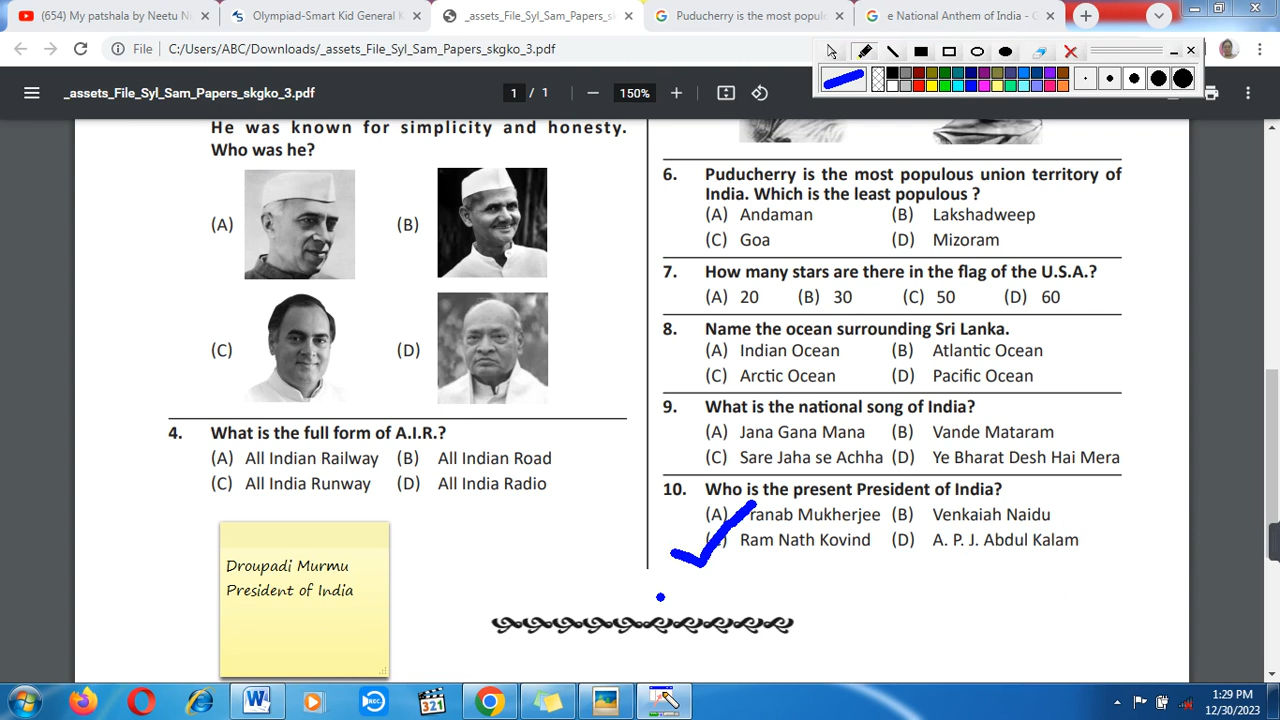 (654) My patshala by Neetu Ni
Olympiad-Smart Kid General K
_assets_File_Syl_Sam_Papers_s
Puducherry is the most popul
e National Anthem of India - G
File
C:/Users/ABC/Downloads/_assets_File_Syl_Sam_Papers_skgko_3.pdf
1 / 1
150%
He was known for simplicity and honesty.
Who was he?
(A)
(B)
(C)
(D)
4. What is the full form of A.I.R.?
(A) All Indian Railway (B) All Indian Road
(C) All India Runway (D) All India Radio
Droupadi Murmu
President of India
6. Puducherry is the most populous union territory of
India. Which is the least populous ?
(A) Andaman (B) Lakshadweep
(C) Goa (D) Mizoram
7. How many stars are there in the flag of the U.S.A.?
(A) 20 (B) 30 (C) 50 (D) 60
8. Name the ocean surrounding Sri Lanka.
(A) Indian Ocean (B) Atlantic Ocean
(C) Arctic Ocean (D) Pacific Ocean
9. What is the national song of India?
(A) Jana Gana Mana (B) Vande Mataram
(C) Sare Jaha se Achha (D) Ye Bharat Desh Hai Mera
10. Who is the present President of India?
(A) Pranab Mukherjee (B) Venkaiah Naidu
Ram Nath Kovind (D) A. P. J. Abdul Kalam
REC
321
1:29 PM
12/30/2023